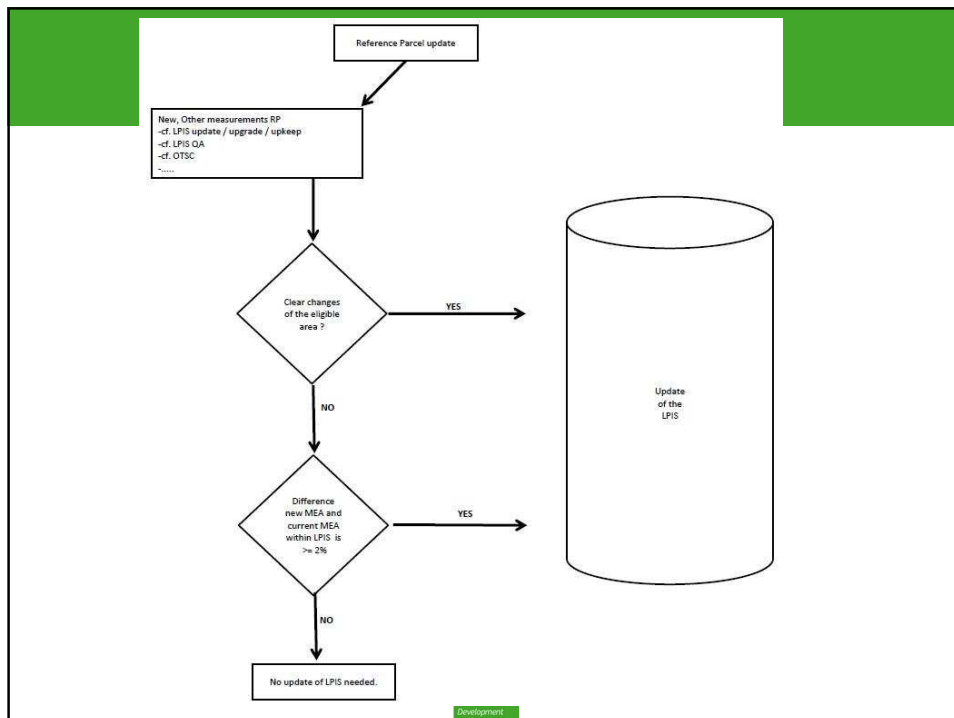 Reference Parcel update
New, Other measurements RP
-cf. LPIS update / upgrade / upkeep
-cf. LPIS QA
-cf. OTSC
-.....
Clear changes
of the eligible
area ?
YES
NO
Update
of the
LPIS
Difference
new MEA and
current MEA
within LPIS is
>= 2%
YES
NO
No update of LPIS needed.
Development